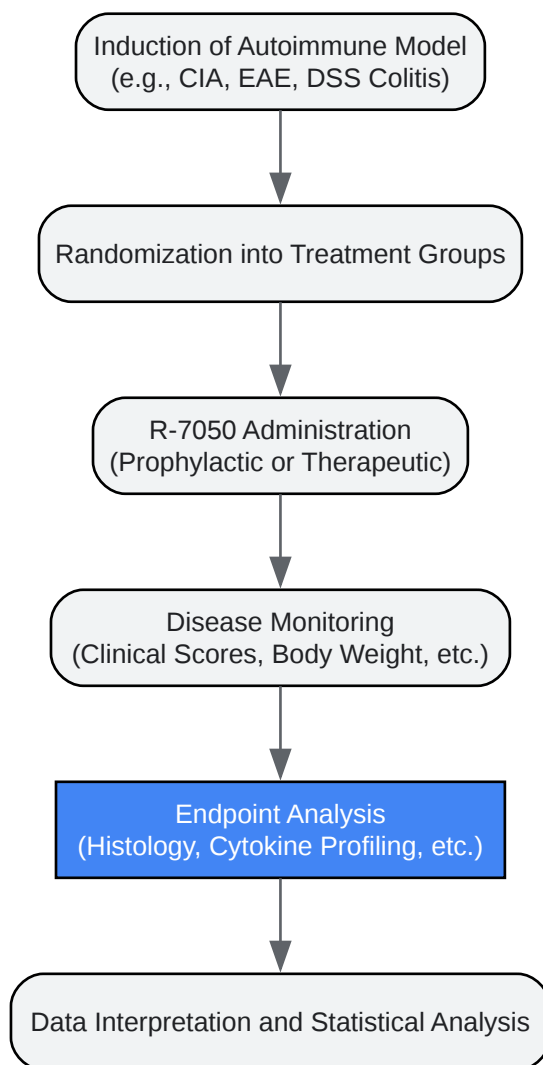 Induction of Autoimmune Model
(e.g., CIA, EAE, DSS Colitis)
Randomization into Treatment Groups
R-7050 Administration
(Prophylactic or Therapeutic)
Disease Monitoring
(Clinical Scores, Body Weight, etc.)
Endpoint Analysis
(Histology, Cytokine Profiling, etc.)
Data Interpretation and Statistical Analysis